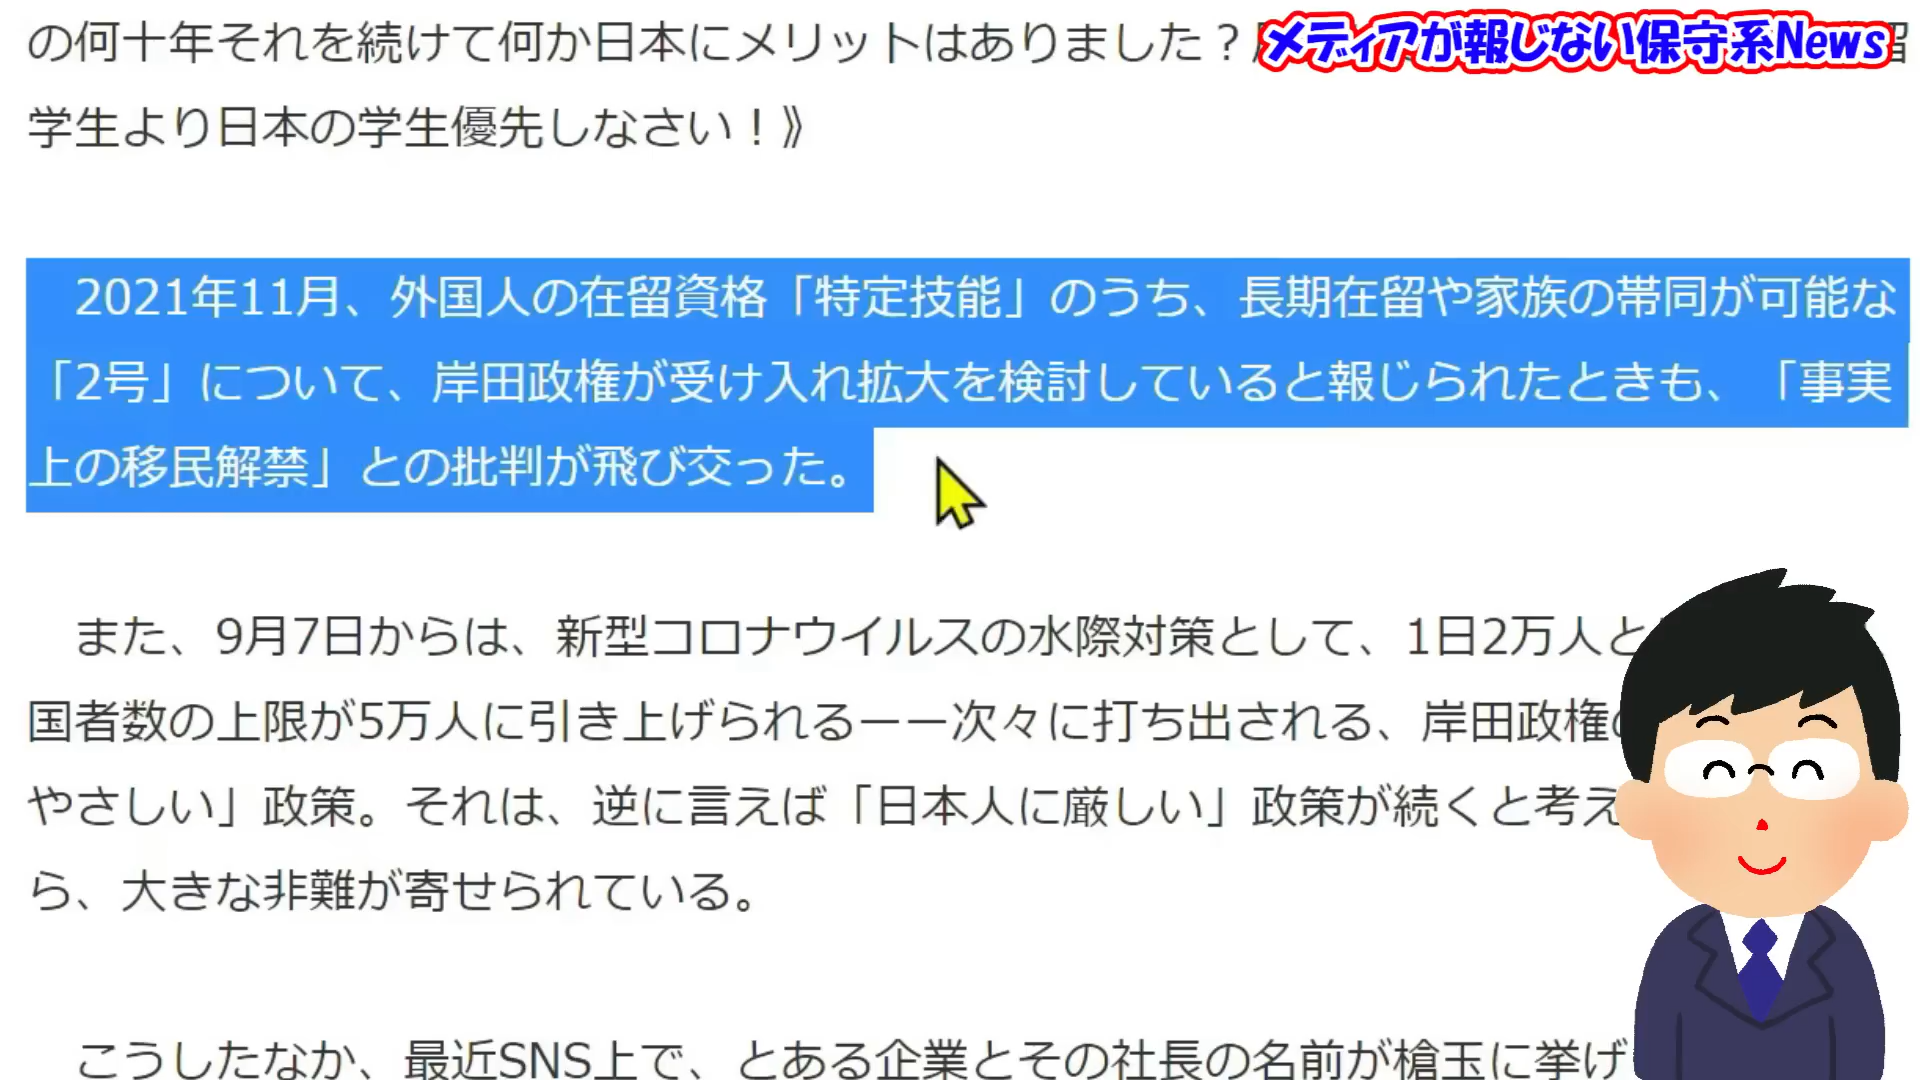 の何十年それを続けて何か日本にメリットはありました？
メディアが報じない保守系News
留
学生より日本の学生優先しなさい！》
2021年11月、外国人の在留資格「特定技能」のうち、長期在留や家族の帯同が可能な
「2号」について、岸田政権が受け入れ拡大を検討していると報じられたときも、「事実
上の移民解禁」との批判が飛び交った。
また、9月7日からは、新型コロナウイルスの水際対策として、1日2万人と
国者数の上限が5万人に引き上げられる——次々に打ち出される、岸田政権
やさしい」政策。それは、逆に言えば「日本人に厳しい」政策が続くと考え
ら、大きな非難が寄せられている。
こうしたなか、最近SNS上で、とある企業とその社長の名前が槍玉に挙げ